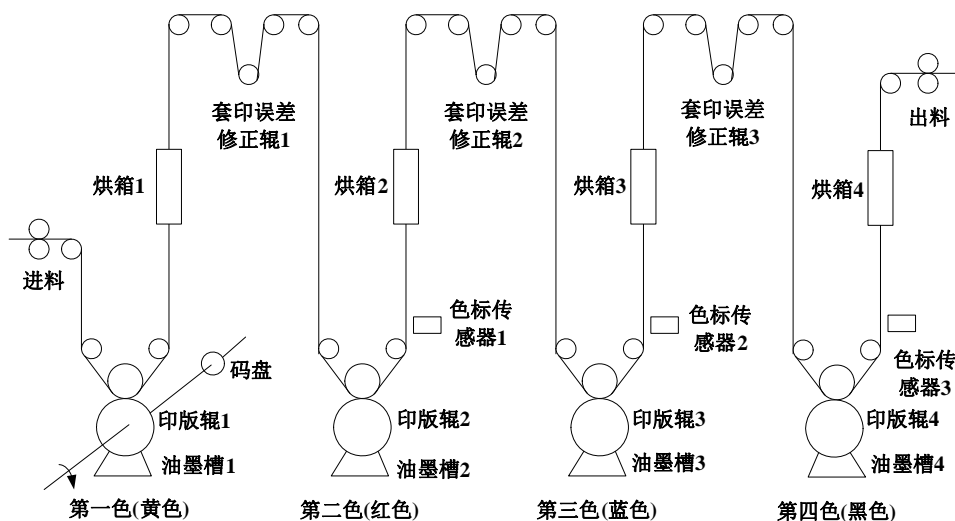 套印误差
修正辊1
套印误差
修正辊2
套印误差
修正辊3
出料
烘箱1
烘箱2
烘箱3
烘箱4
进料
色标传
感器1
色标传
感器2
色标传
感器3
码盘
印版辊1
印版辊2
印版辊3
印版辊4
油墨槽1
油墨槽2
油墨槽3
油墨槽4
第一色(黄色)
第二色(红色)
第三色(蓝色)
第四色(黑色)